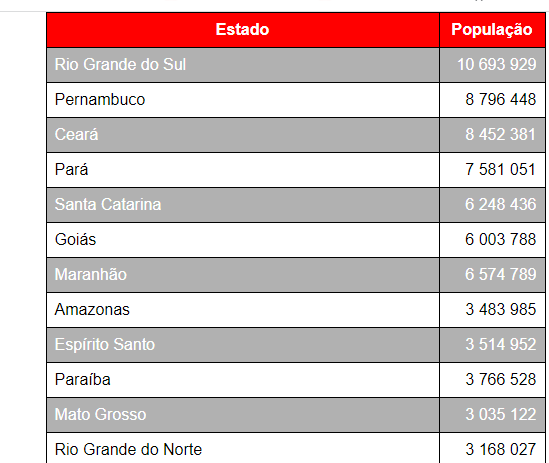 Estado População
Rio Grande do Sul 10 693 929
Pernambuco 8 796 448
Ceará 8 452 381
Pará 7 581 051
Santa Catarina 6 248 436
Goiás 6 003 788
Maranhão 6 574 789
Amazonas 3 483 985
Espírito Santo 3 514 952
Paraíba 3 766 528
Mato Grosso 3 035 122
Rio Grande do Norte 3 168 027